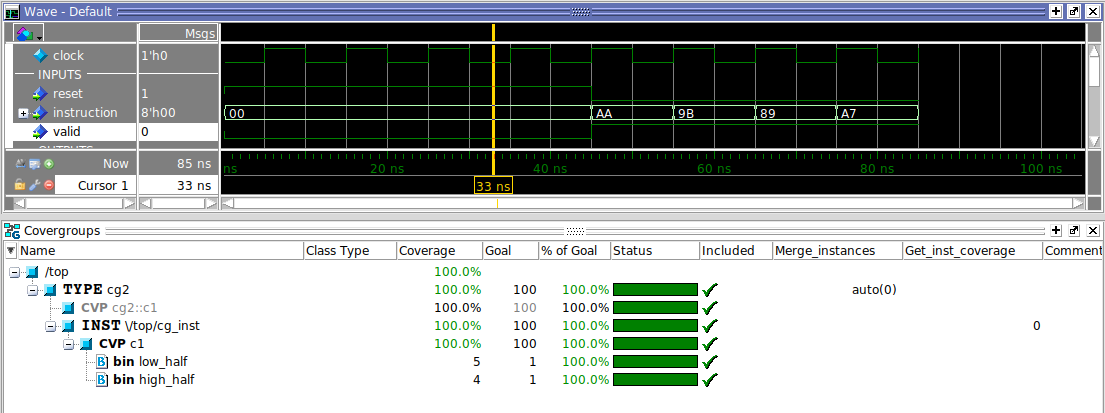 Wave - Default
Msgs
clock 1'h0
INPUTS
reset 1
instruction 8'h00 00 AA 9B 89 A7
valid 0
Now 85 ns ns 20 ns 40 ns 60 ns 80 ns 100 ns
Cursor 1 33 ns 33 ns
Covergroups
Name Class Type Coverage Goal % of Goal Status Included Merge_instances Get_inst_coverage Comment
/top 100.0%
TYPE cg2 100.0% 100 100.0% auto(0)
CVP cg2::c1 100.0% 100 100.0%
INST \/top/cg_inst 100.0% 100 100.0% 0
CVP c1 100.0% 100 100.0%
B bin low_half 5 1 100.0%
B bin high_half 4 1 100.0%